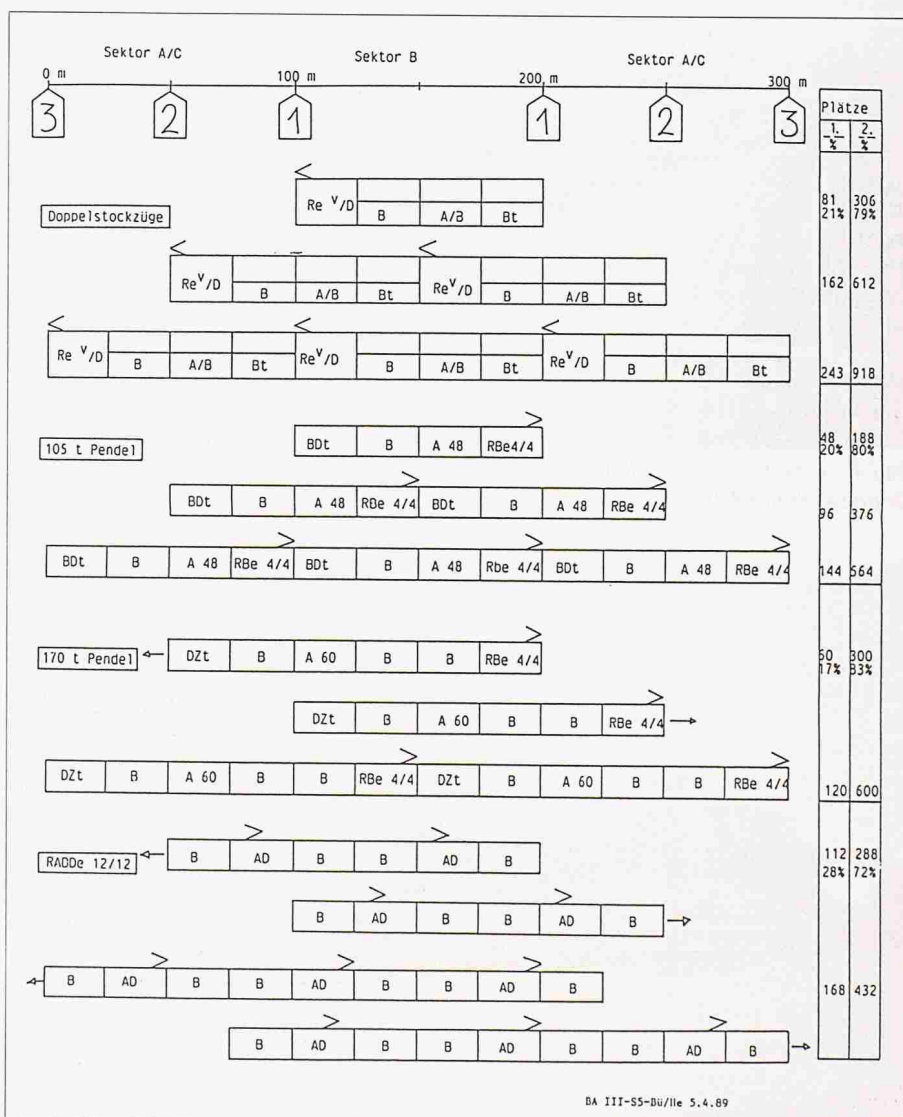 Sektor A/C Sektor B Sektor A/C
0 m 100 m 200 m 300 m
3 2 1 1 2 3
Plätze
1. 2.
% %
Doppelstockzüge
Re V/D B A/B Bt
81 306
21% 79%
Re V/D B A/B Bt Re V/D B A/B Bt
162 612
Re V/D B A/B Bt Re V/D B A/B Bt Re V/D B A/B Bt
243 918
105 t Pendel
BDt B A 48 RBe4/4
48 188
20% 80%
BDt B A 48 RBe 4/4 BDt B A 48 RBe 4/4
96 376
BDt B A 48 RBe 4/4 BDt B A 48 Rbe 4/4 BDt B A 48 RBe 4/4
144 564
170 t Pendel
DZt B A 60 B B RBe 4/4
60 300
17% 83%
DZt B A 60 B B RBe 4/4
DZt B A 60 B B RBe 4/4 DZt B A 60 B B RBe 4/4
120 600
RADDe 12/12
B AD B B AD B
112 288
28% 72%
B AD B B AD B
B AD B B AD B B AD B
168 432
B AD B B AD B B AD B
BA III-S5-Bü/lle 5.4.89